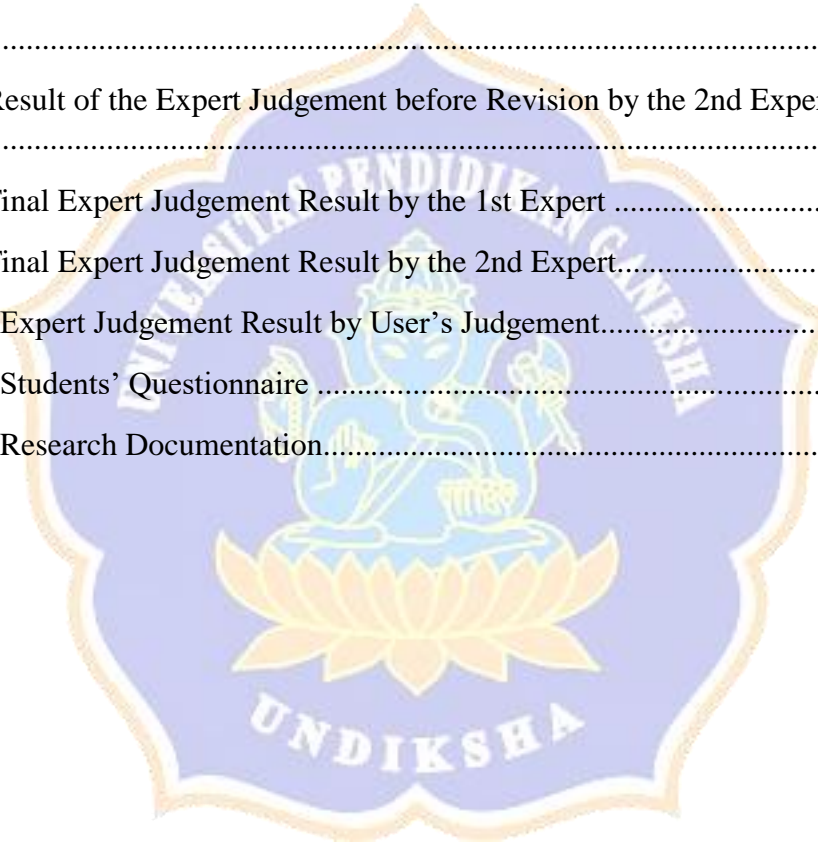 ................................................................................................
Result of the Expert Judgement before Revision by the 2nd Exper
................................................................................................
Final Expert Judgement Result by the 1st Expert ........................
Final Expert Judgement Result by the 2nd Expert.......................
Expert Judgement Result by User’s Judgement...........................
Students’ Questionnaire ............................................................
Research Documentation...........................................................
UNIVERSITAS PENDIDIKAN GANESHA
UNDIKSHA